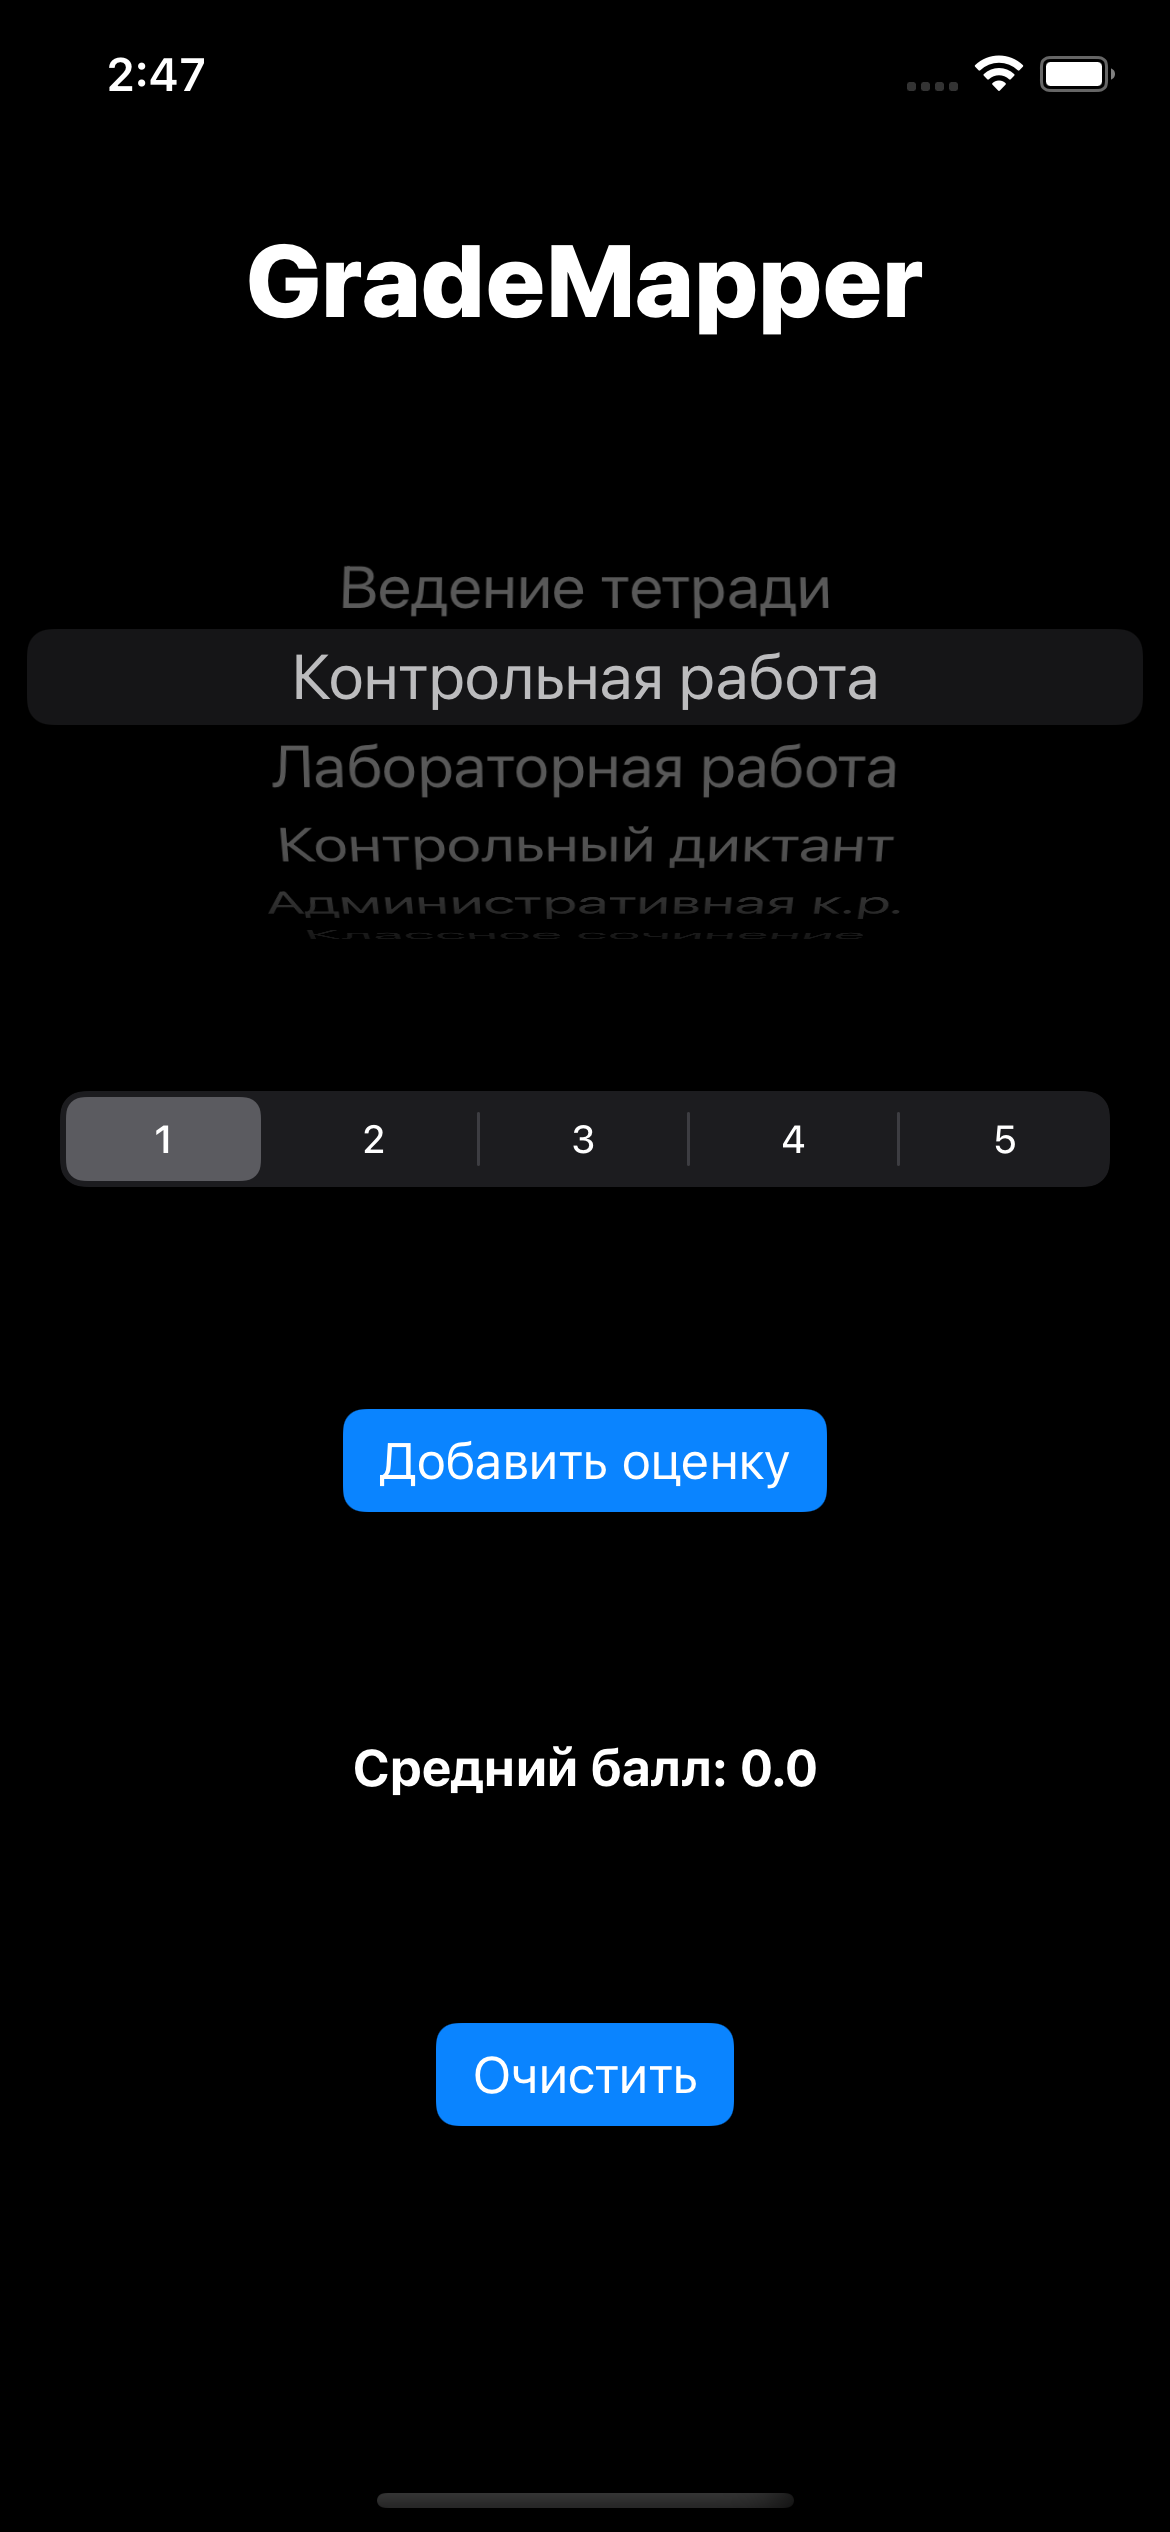 2:47
GradeMapper
Ведение тетради
Контрольная работа
Лабораторная работа
Контрольный диктант
Административная к.р.
Классное сочинение
1 2 3 4 5
Добавить оценку
Средний балл: 0.0
Очистить